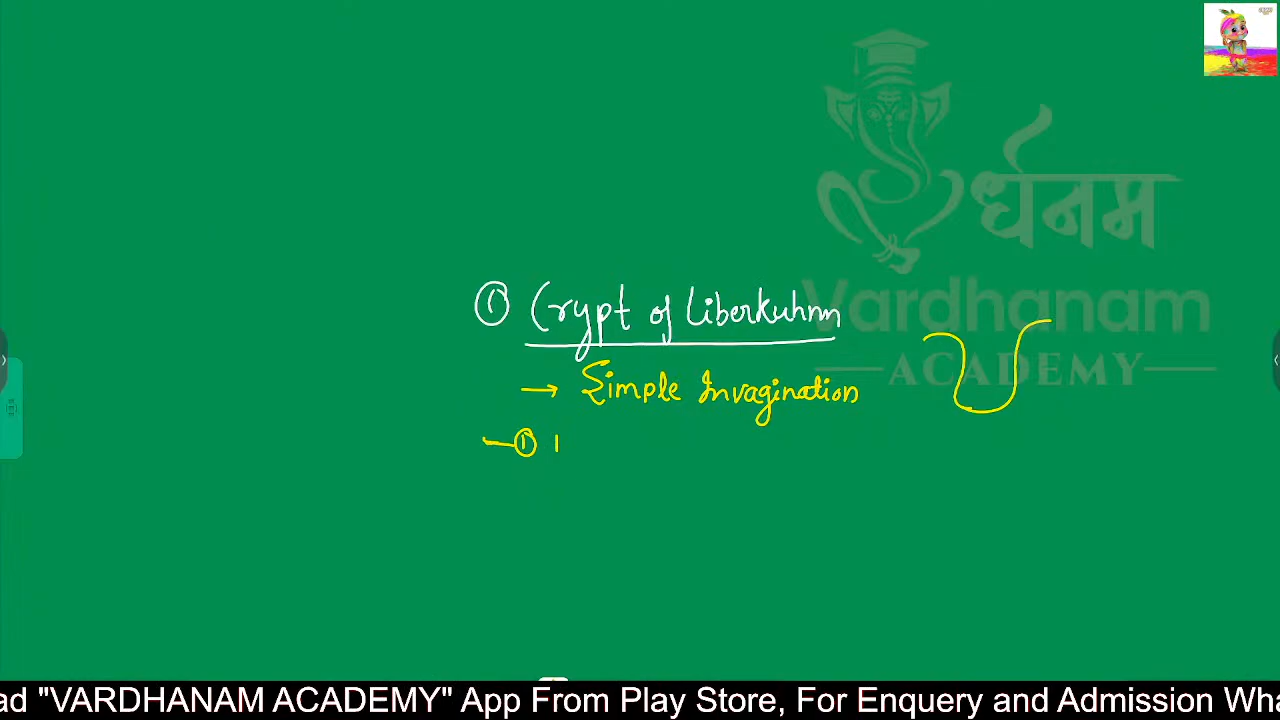 र्धनम
Vardhanam
ACADEMY
① Crypt of Liberkuhnn
→ Simple Invagination
① I
ad "VARDHANAM ACADEMY" App From Play Store, For Enquery and Admission Wha